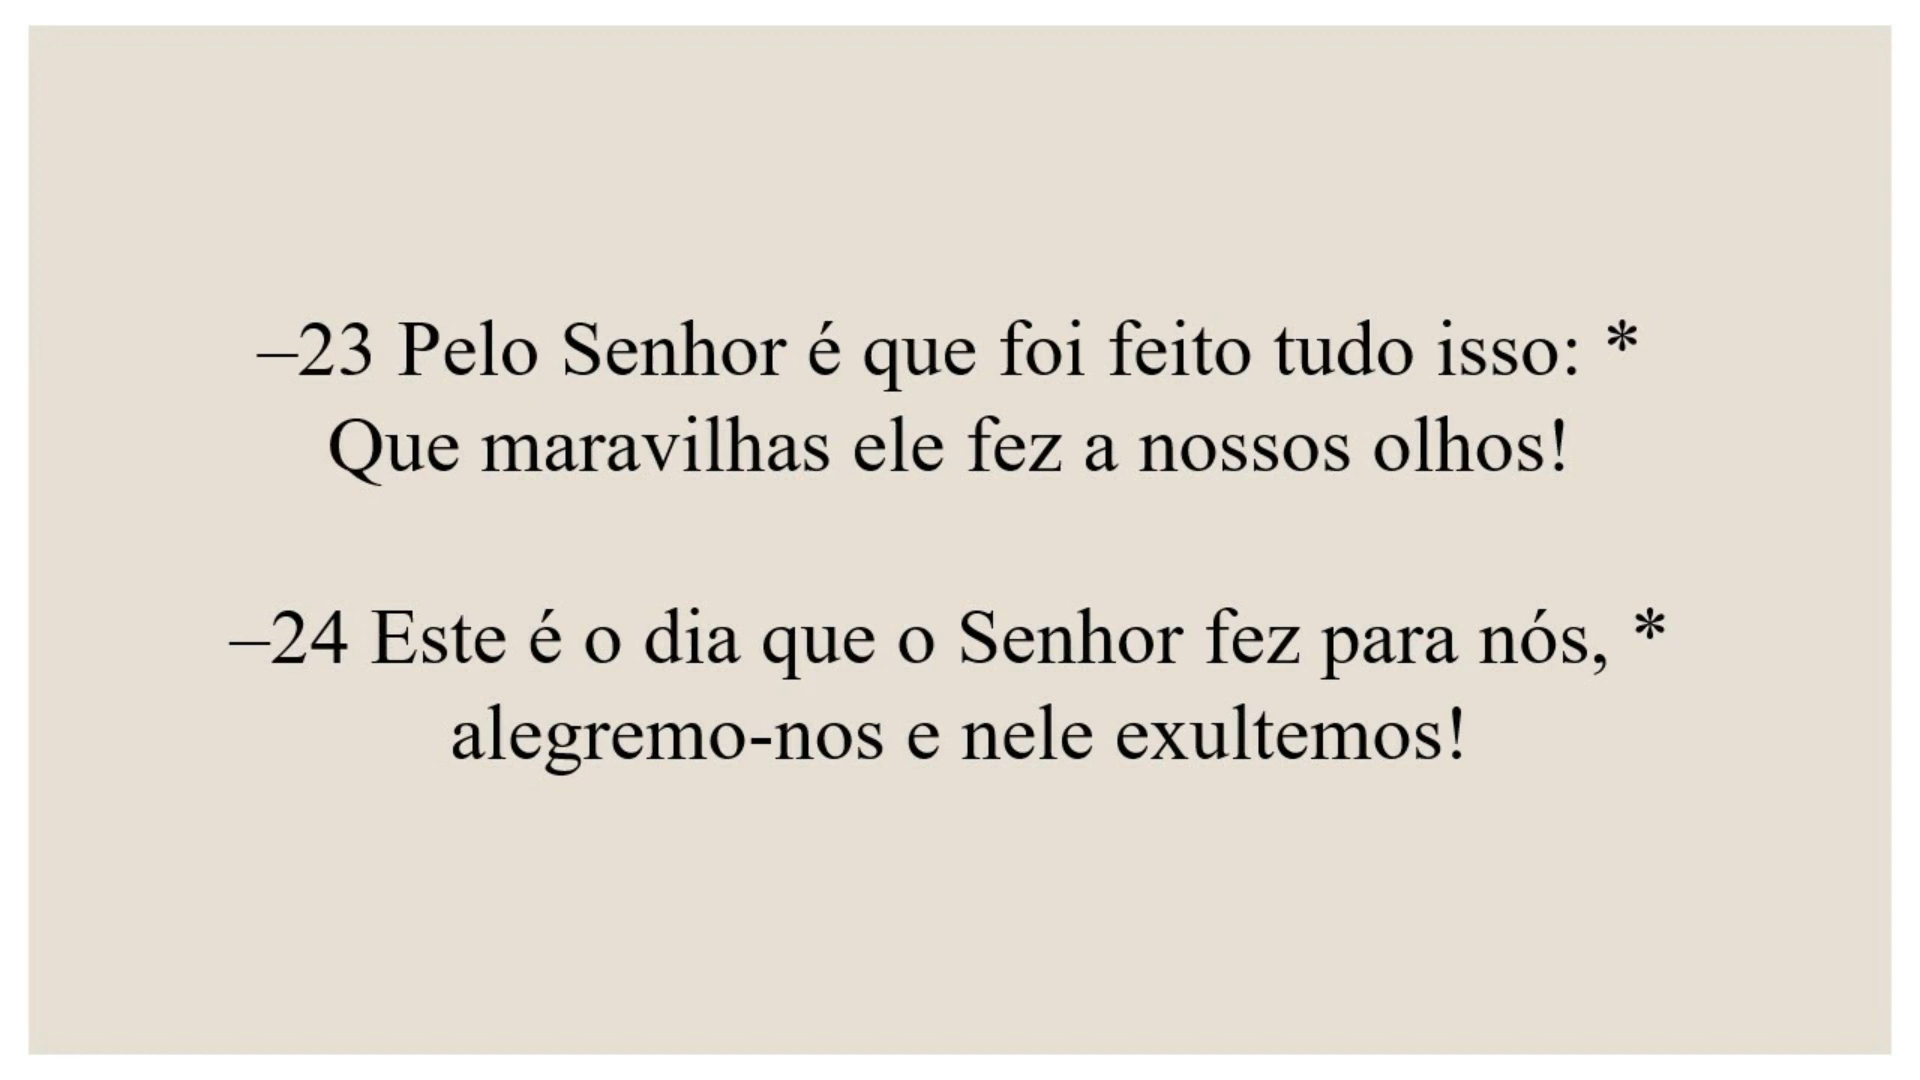 –23 Pelo Senhor é que foi feito tudo isso: *
Que maravilhas ele fez a nossos olhos!
–24 Este é o dia que o Senhor fez para nós, *
alegremo-nos e nele exultemos!